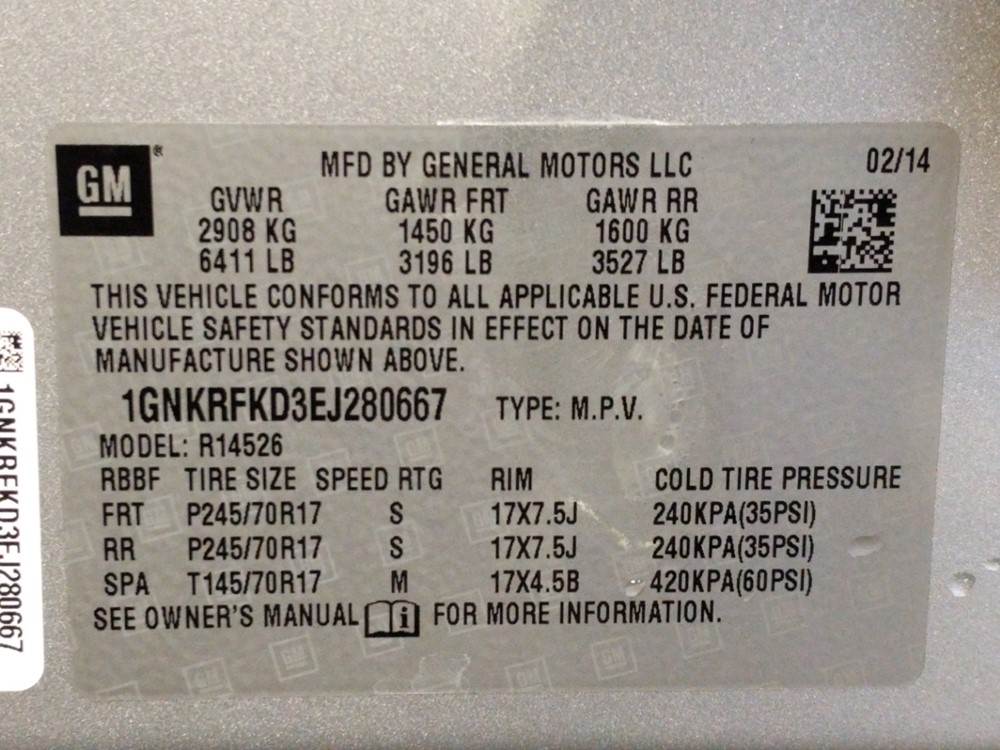 GM® MFD BY GENERAL MOTORS LLC 02/14
GVWR GAWR FRT GAWR RR
2908 KG 1450 KG 1600 KG
6411 LB 3196 LB 3527 LB
THIS VEHICLE CONFORMS TO ALL APPLICABLE U.S. FEDERAL MOTOR
VEHICLE SAFETY STANDARDS IN EFFECT ON THE DATE OF
MANUFACTURE SHOWN ABOVE.
1GNKRFKD3EJ280667 TYPE: M.P.V.
MODEL: R14526
RBBF TIRE SIZE SPEED RTG RIM COLD TIRE PRESSURE
FRT P245/70R17 S 17X7.5J 240KPA(35PSI)
RR P245/70R17 S 17X7.5J 240KPA(35PSI)
SPA T145/70R17 M 17X4.5B 420KPA(60PSI)
SEE OWNER'S MANUAL i FOR MORE INFORMATION.
1GNKRFKD3EJ280667